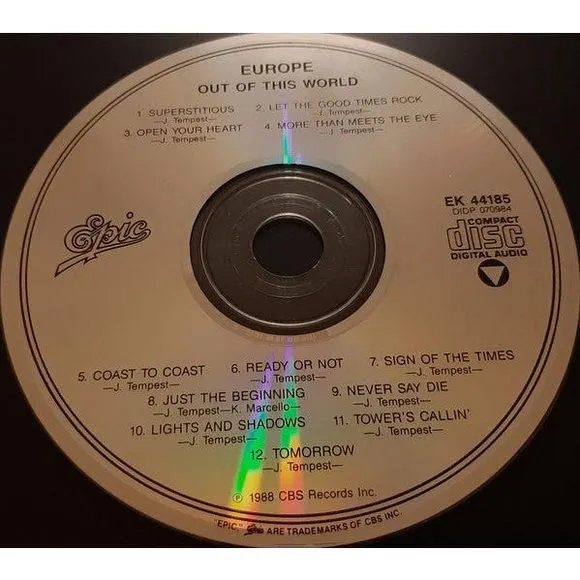 EUROPE
OUT OF THIS WORLD
1. SUPERSTITIOUS 2. LET THE GOOD TIMES ROCK
—J. Tempest— —J. Tempest—
3. OPEN YOUR HEART 4. MORE THAN MEETS THE EYE
—J. Tempest— —J. Tempest—
Epic
EK 44185
DIDP 070984
COMPACT
disc
DIGITAL AUDIO
5. COAST TO COAST 6. READY OR NOT 7. SIGN OF THE TIMES
—J. Tempest— —J. Tempest— —J. Tempest—
8. JUST THE BEGINNING 9. NEVER SAY DIE
—J. Tempest—K. Marcello— —J. Tempest—
10. LIGHTS AND SHADOWS 11. TOWER'S CALLIN'
—J. Tempest— —J. Tempest—
12. TOMORROW
—J. Tempest—
℗ 1988 CBS Records Inc.
"EPIC," Epic ARE TRADEMARKS OF CBS INC.